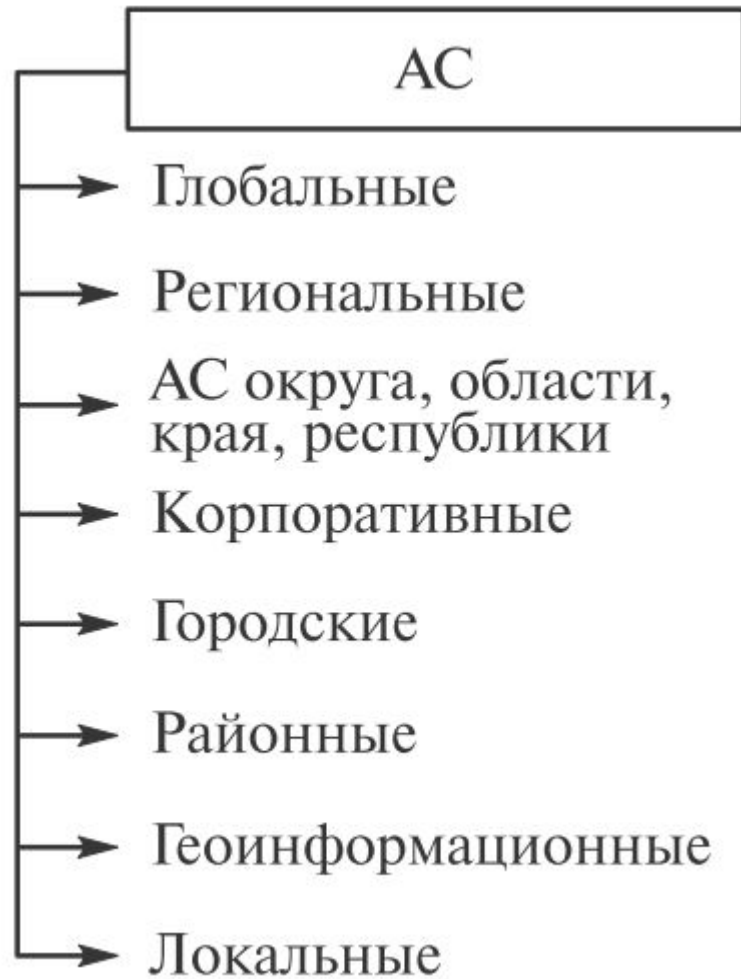 АС
Глобальные
Региональные
АС округа, области,
края, республики
Корпоративные
Городские
Районные
Геоинформационные
Локальные